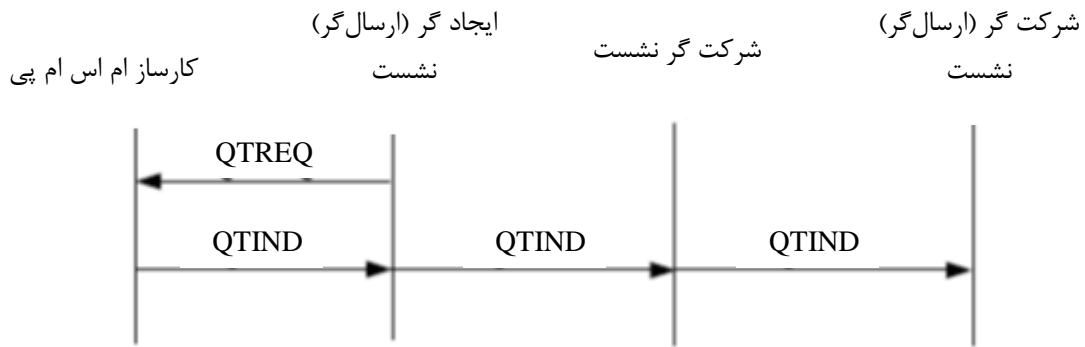 شرکت گر (ارسال‌گر)
نشست
شرکت گر نشست
ایجاد گر (ارسال‌گر)
نشست
کارساز ام اس ام پی
QTREQ
QTIND
QTIND
QTIND